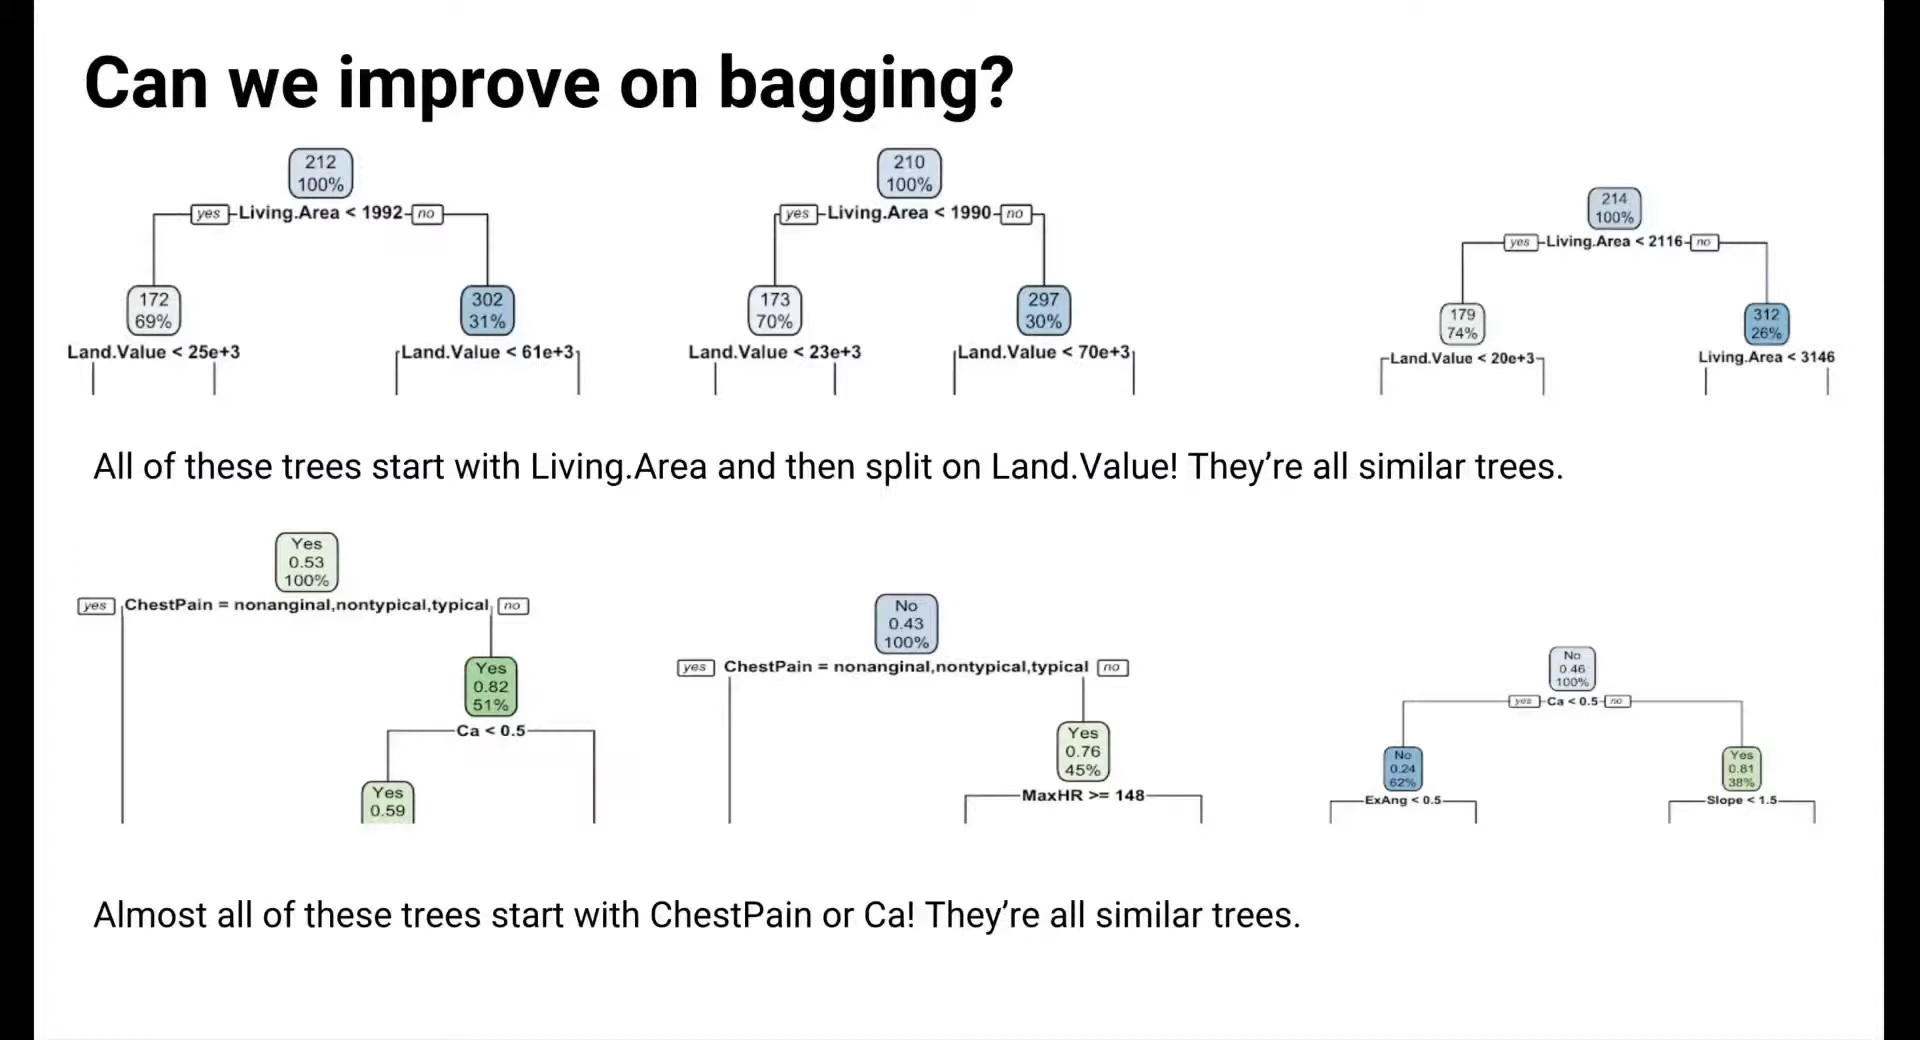 Can we improve on bagging?
212
100%
yes Living.Area < 1992 no
172
69%
302
31%
Land.Value < 25e+3
Land.Value < 61e+3
210
100%
yes Living.Area < 1990 no
173
70%
297
30%
Land.Value < 23e+3
Land.Value < 70e+3
214
100%
yes Living.Area < 2116 no
179
74%
312
26%
Land.Value < 20e+3
Living.Area < 3146
All of these trees start with Living.Area and then split on Land.Value! They’re all similar trees.
Yes
0.53
100%
yes ChestPain = nonanginal,nontypical,typical no
Yes
0.82
51%
Ca < 0.5
Yes
0.59
No
0.43
100%
yes ChestPain = nonanginal,nontypical,typical no
Yes
0.76
45%
MaxHR >= 148
No
0.46
100%
yes Ca < 0.5 no
No
0.24
62%
Yes
0.81
38%
ExAng < 0.5
Slope < 1.5
Almost all of these trees start with ChestPain or Ca! They’re all similar trees.